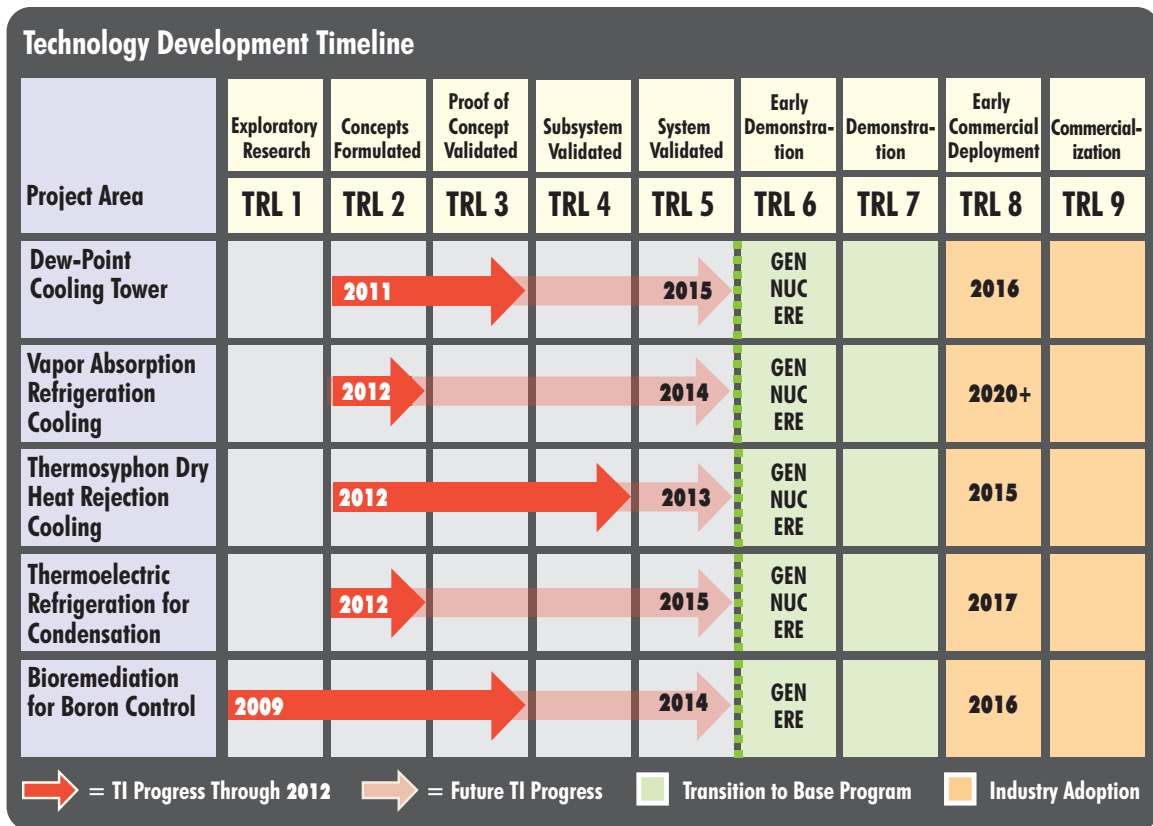 Technology Development Timeline
Project Area
Exploratory
Research
Concepts
Formulated
Proof of
Concept
Validated
Subsystem
Validated
System
Validated
Early
Demonstra-
tion
Demonstra-
tion
Early
Commercial
Deployment
Commercial-
ization
TRL 1
TRL 2
TRL 3
TRL 4
TRL 5
TRL 6
TRL 7
TRL 8
TRL 9
Dew-Point
Cooling Tower
2011
2015
GEN
NUC
ERE
2016
Vapor Absorption
Refrigeration
Cooling
2012
2014
GEN
NUC
ERE
2020+
Thermosyphon Dry
Heat Rejection
Cooling
2012
2013
GEN
NUC
ERE
2015
Thermoelectric
Refrigeration for
Condensation
2012
2015
GEN
NUC
ERE
2017
Bioremediation
for Boron Control
2009
2014
GEN
ERE
2016
= TI Progress Through 2012
= Future TI Progress
Transition to Base Program
Industry Adoption